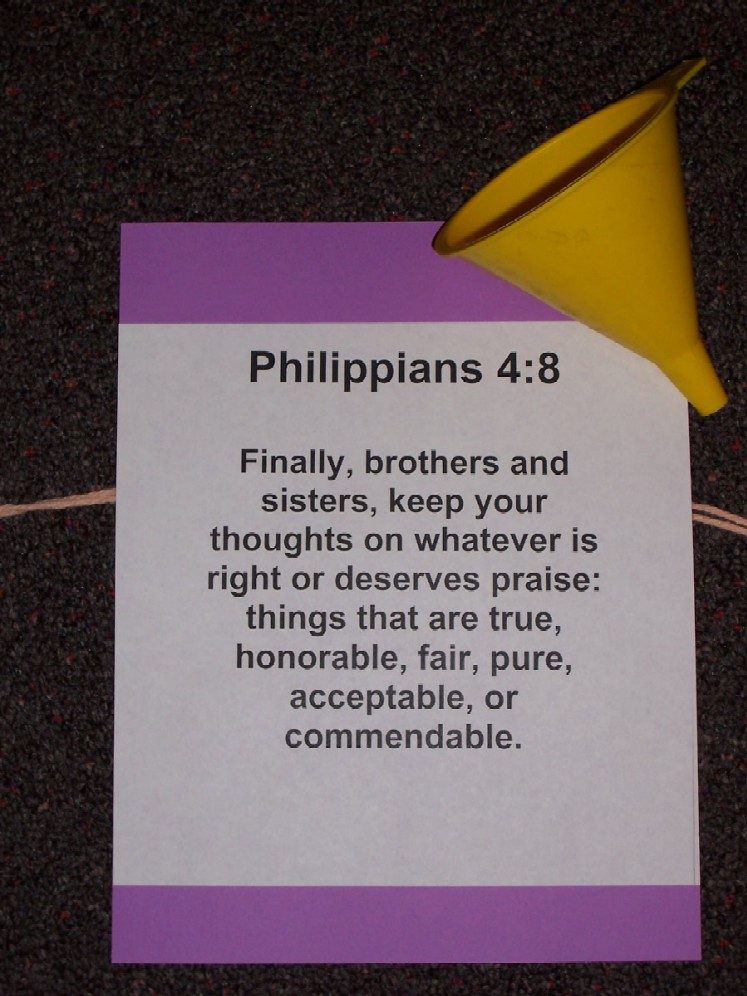 Philippians 4:8
Finally, brothers and
sisters, keep your
thoughts on whatever is
right or deserves praise:
things that are true,
honorable, fair, pure,
acceptable, or
commendable.